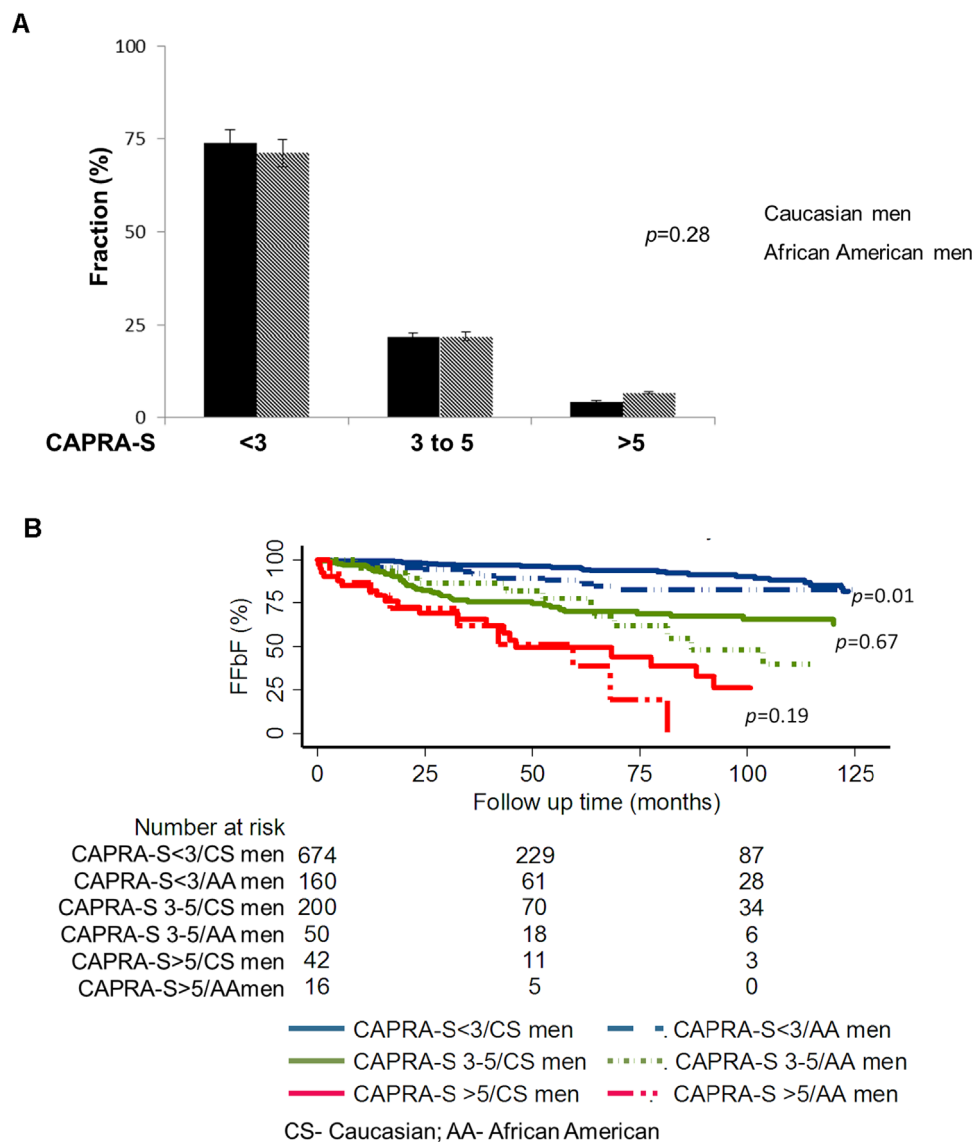 A
100
75
50
25
0
Fraction (%)
p=0.28
Caucasian men
African American men
CAPRA-S <3 3 to 5 >5
B
FFbF (%)
100
75
50
25
0
p=0.01
p=0.67
p=0.19
0 25 50 75 100 125
Follow up time (months)
Number at risk
CAPRA-S<3/CS men 674 229 87
CAPRA-S<3/AA men 160 61 28
CAPRA-S 3-5/CS men 200 70 34
CAPRA-S 3-5/AA men 50 18 6
CAPRA-S>5/CS men 42 11 3
CAPRA-S>5/AAmen 16 5 0
CAPRA-S<3/CS men CAPRA-S<3/AA men
CAPRA-S 3-5/CS men CAPRA-S 3-5/AA men
CAPRA-S >5/CS men CAPRA-S >5/AA men
CS- Caucasian; AA- African American